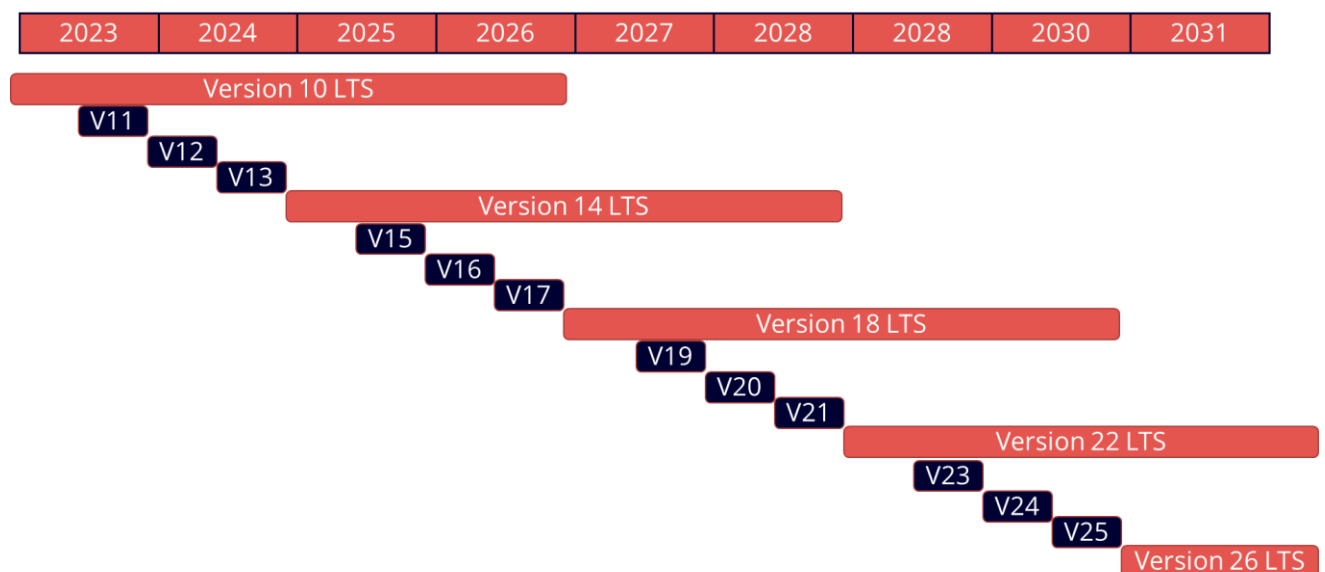 2023 2024 2025 2026 2027 2028 2028 2030 2031
Version 10 LTS
V11
V12
V13
Version 14 LTS
V15
V16
V17
Version 18 LTS
V19
V20
V21
Version 22 LTS
V23
V24
V25
Version 26 LTS